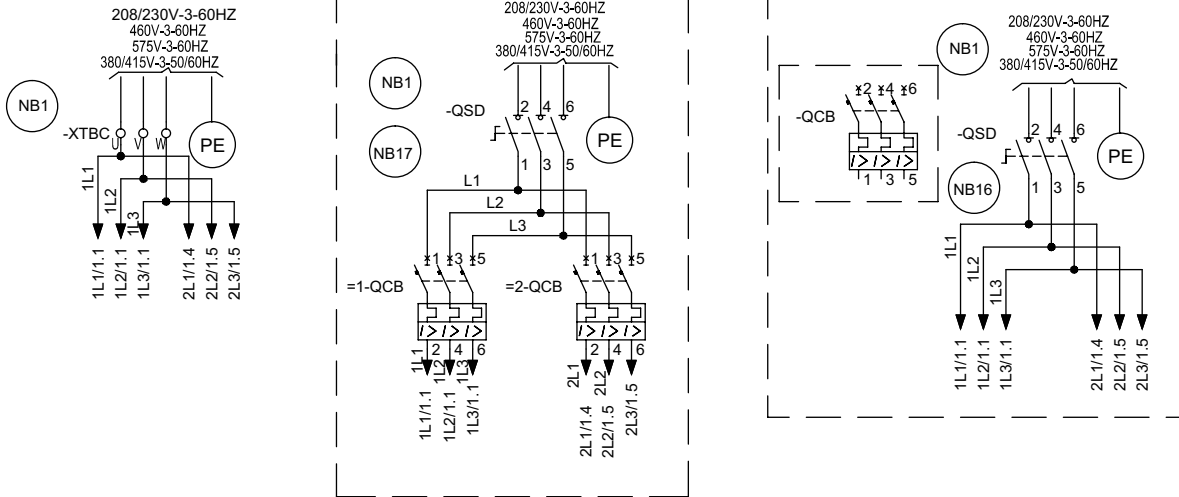 208/230V-3-60HZ
460V-3-60HZ
575V-3-60HZ
380/415V-3-50/60HZ
NB1
-XTBC
U V W
PE
1L1
1L2
1L3
1L1/1.1
1L2/1.1
1L3/1.1
2L1/1.4
2L2/1.5
2L3/1.5
208/230V-3-60HZ
460V-3-60HZ
575V-3-60HZ
380/415V-3-50/60HZ
NB1
NB17
-QSD
2 4 6
PE
1 3 5
L1
L2
L3
=1-QCB
1 3 5
I> I> I>
2 4 6
1L1
1L2
1L3
1L1/1.1
1L2/1.1
1L3/1.1
=2-QCB
1 3 5
I> I> I>
2 4 6
2L1
2L2
2L1/1.4
2L2/1.5
2L3/1.5
208/230V-3-60HZ
460V-3-60HZ
575V-3-60HZ
380/415V-3-50/60HZ
NB1
-QCB
2 4 6
I> I> I>
1 3 5
-QSD
2 4 6
PE
NB16
1 3 5
1L1
1L2
1L3
1L1/1.1
1L2/1.1
1L3/1.1
2L1/1.4
2L2/1.5
2L3/1.5